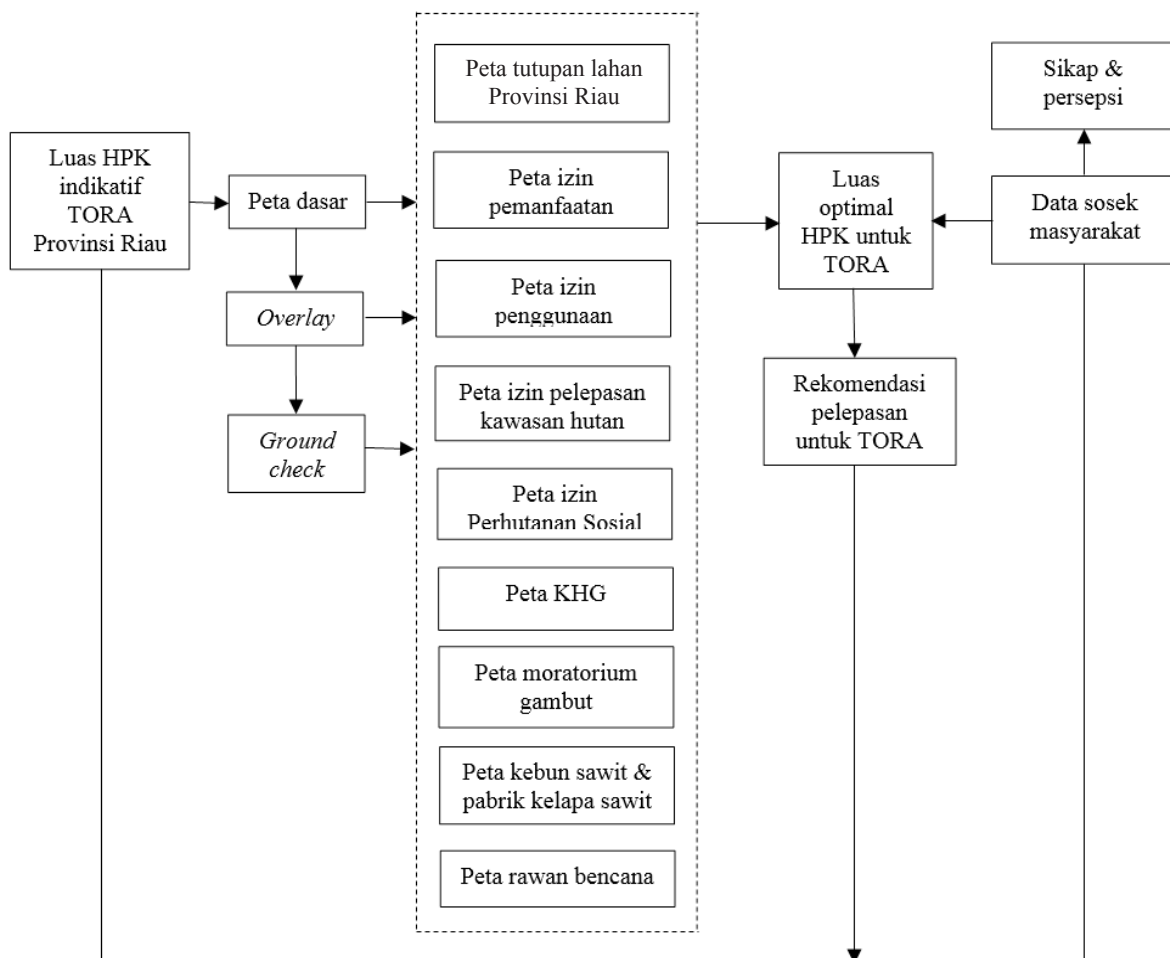 Luas HPK
indikatif
TORA
Provinsi Riau
Peta dasar
Overlay
Ground
check
Peta tutupan lahan
Provinsi Riau
Peta izin
pemanfaatan
Peta izin
penggunaan
Peta izin pelepasan
kawasan hutan
Peta izin
Perhutanan Sosial
Peta KHG
Peta moratorium
gambut
Peta kebun sawit &
pabrik kelapa sawit
Peta rawan bencana
Luas
optimal
HPK untuk
TORA
Rekomendasi
pelepasan
untuk TORA
Sikap &
persepsi
Data sosek
masyarakat